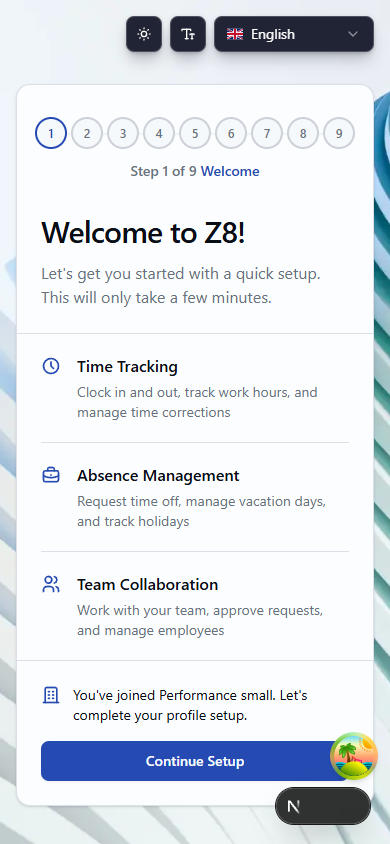 Tт
English
1 2 3 4 5 6 7 8 9
Step 1 of 9 Welcome
Welcome to Z8!
Let's get you started with a quick setup.
This will only take a few minutes.
Time Tracking
Clock in and out, track work hours, and
manage time corrections
Absence Management
Request time off, manage vacation days,
and track holidays
Team Collaboration
Work with your team, approve requests,
and manage employees
You've joined Performance small. Let's
complete your profile setup.
Continue Setup
N